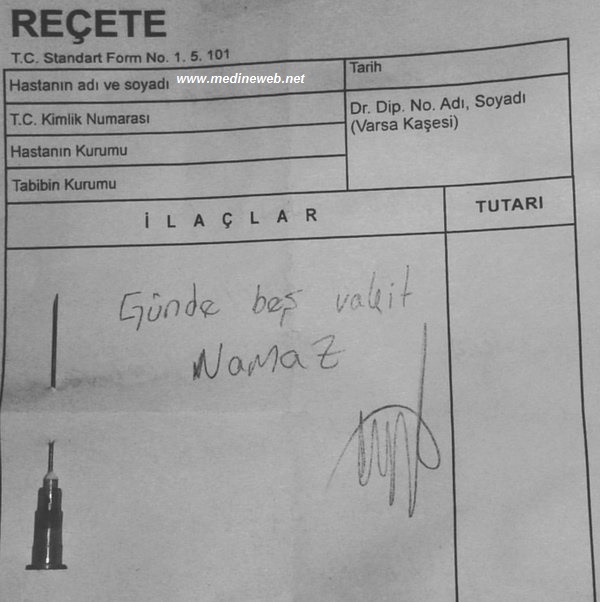 REÇETE
T.C. Standart Form No. 1. 5. 101
Hastanın adı ve soyadı www.medineweb.net
Tarih
T.C. Kimlik Numarası
Dr. Dip. No. Adı, Soyadı
(Varsa Kaşesi)
Hastanın Kurumu
Tabibin Kurumu
İLAÇLAR
TUTARI
Günde beş vakit
Namaz